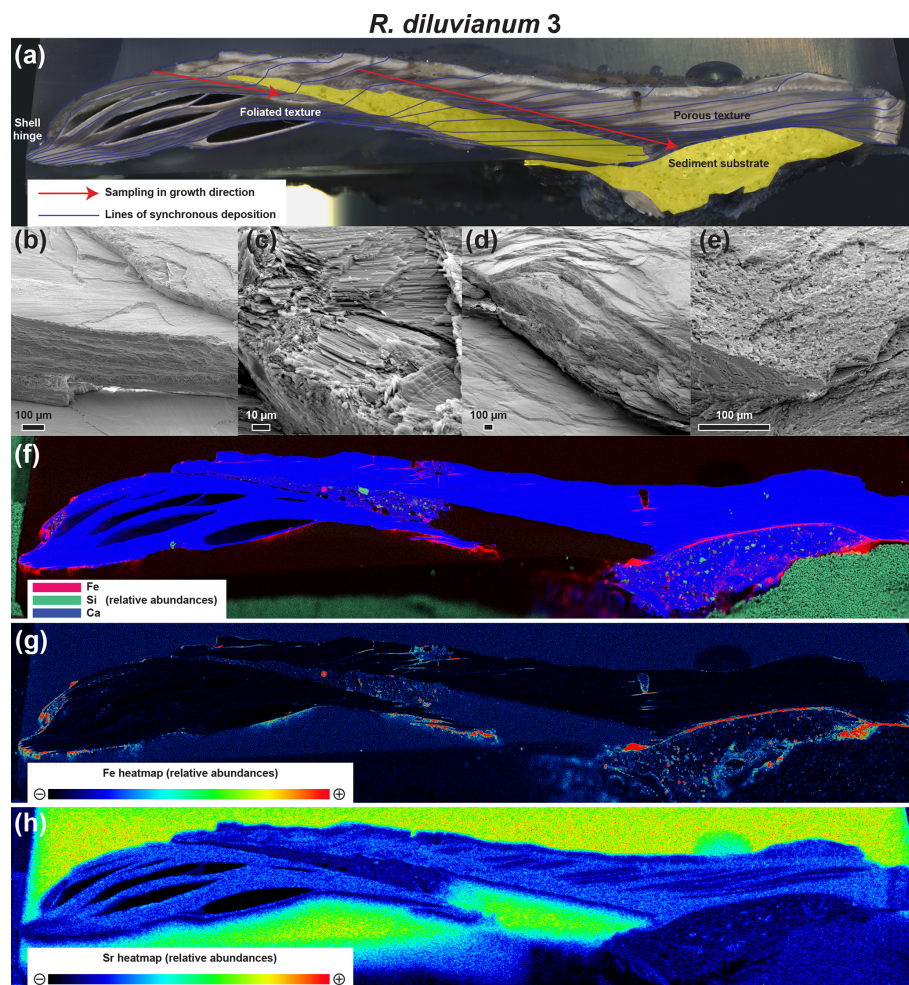 R. diluvianum 3
(a)
Foliated texture
Shell
hinge
Porous texture
Sediment substrate
Sampling in growth direction
Lines of synchronous deposition
(b)
(c)
(d)
(e)
100 µm
10 µm
100 µm
100 µm
(f)
Fe
Si (relative abundances)
Ca
(g)
Fe heatmap (relative abundances)
⊖ ⊕
(h)
Sr heatmap (relative abundances)
⊖ ⊕